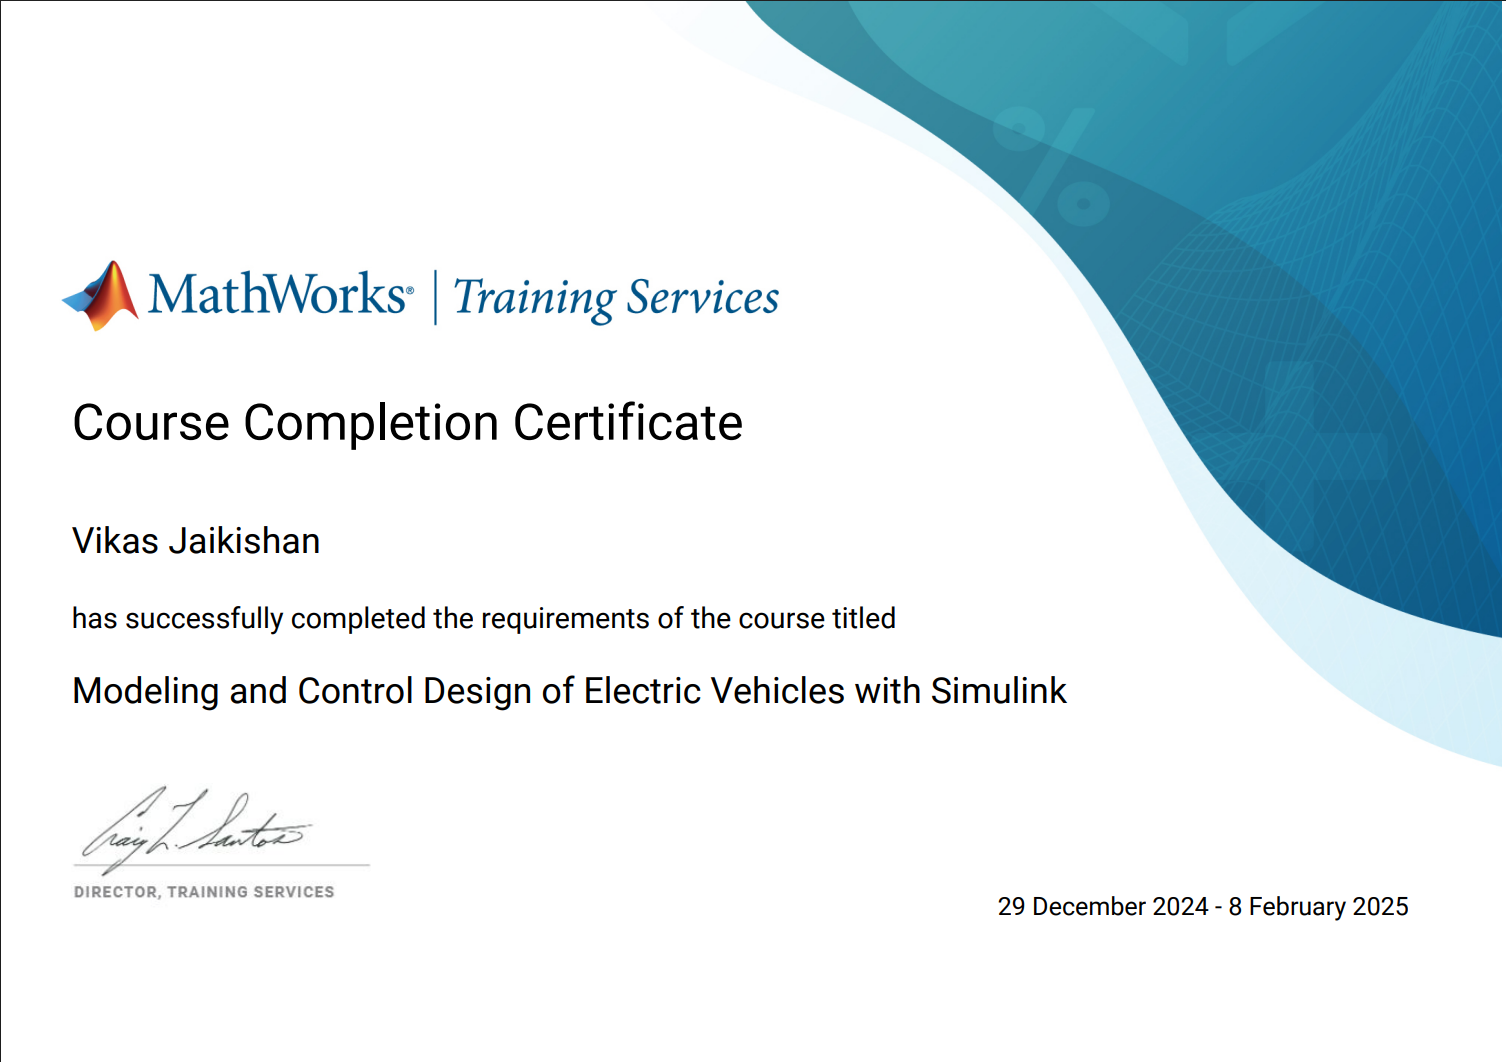 MathWorks® | Training Services
Course Completion Certificate
Vikas Jaikishan
has successfully completed the requirements of the course titled
Modeling and Control Design of Electric Vehicles with Simulink
Craig L. Santos
DIRECTOR, TRAINING SERVICES
29 December 2024 - 8 February 2025